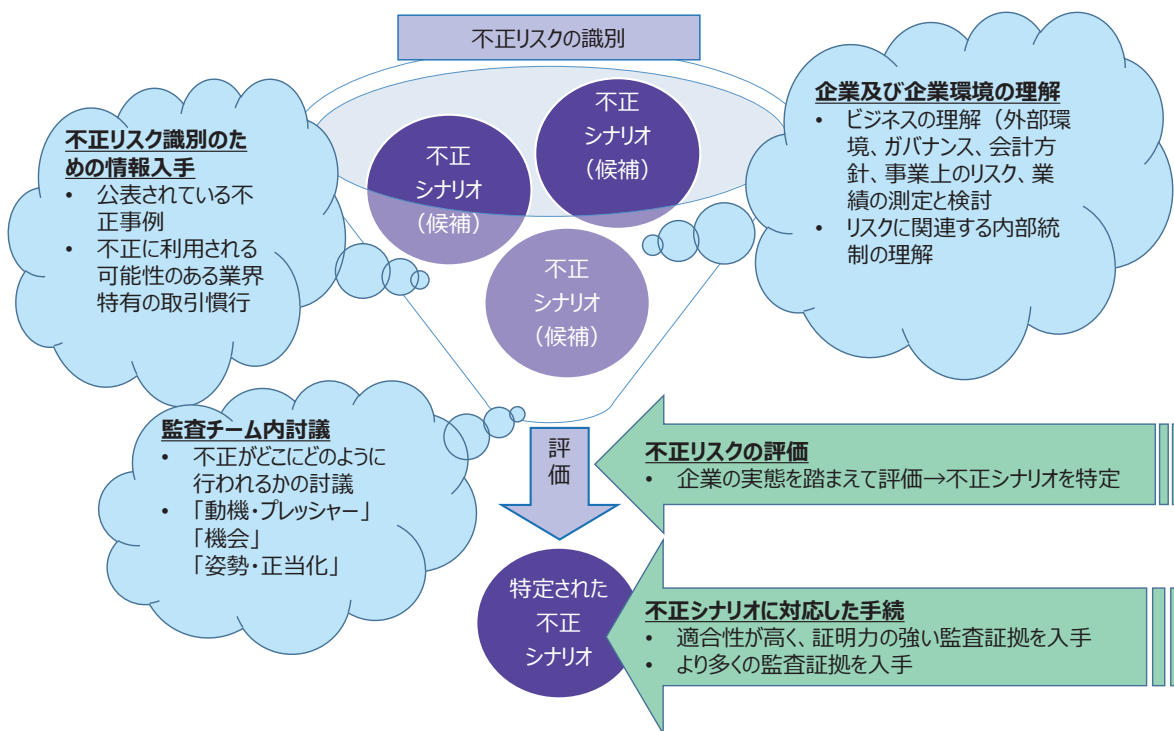 不正リスクの識別
不正リスク識別のた
めの情報入手
• 公表されている不
正事例
• 不正に利用される
可能性のある業界
特有の取引慣行
不正
シナリオ
（候補）
不正
シナリオ
（候補）
不正
シナリオ
（候補）
企業及び企業環境の理解
• ビジネスの理解（外部環
境、ガバナンス、会計方
針、事業上のリスク、業
績の測定と検討
• リスクに関連する内部統
制の理解
監査チーム内討議
• 不正がどこにどのように
行われるかの討議
• 「動機・プレッシャー」
「機会」
「姿勢・正当化」
評
価
不正リスクの評価
• 企業の実態を踏まえて評価→不正シナリオを特定
特定された
不正
シナリオ
不正シナリオに対応した手続
• 適合性が高く、証明力の強い監査証拠を入手
• より多くの監査証拠を入手